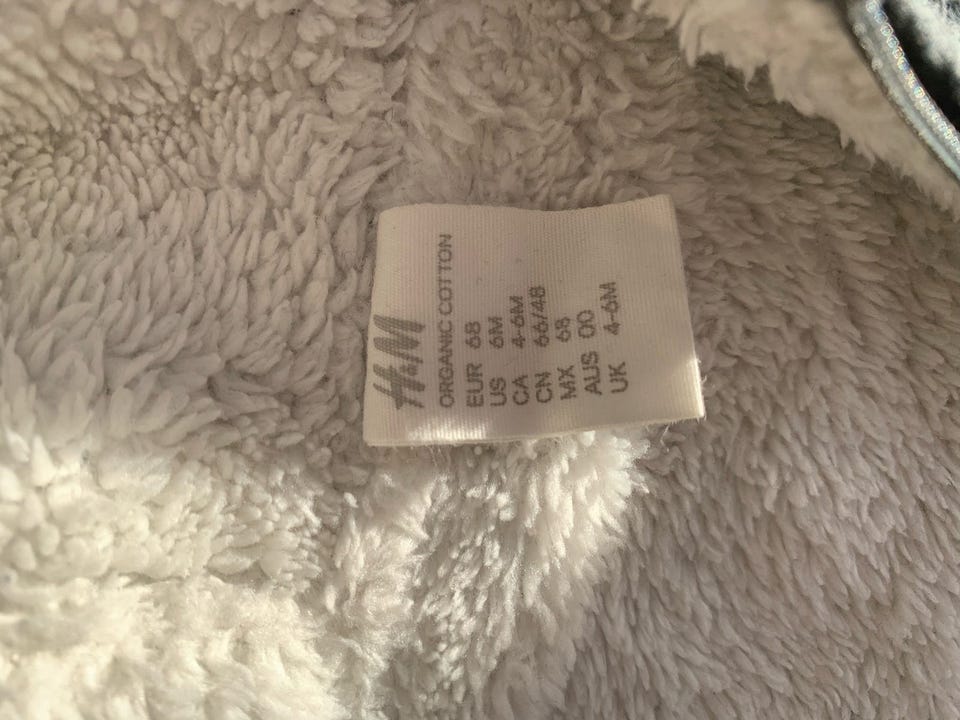 H&M
ORGANIC COTTON
EUR 68
US 6M
CA 4-6M
CN 66/48
MX 68
AUS 00
UK 4-6M